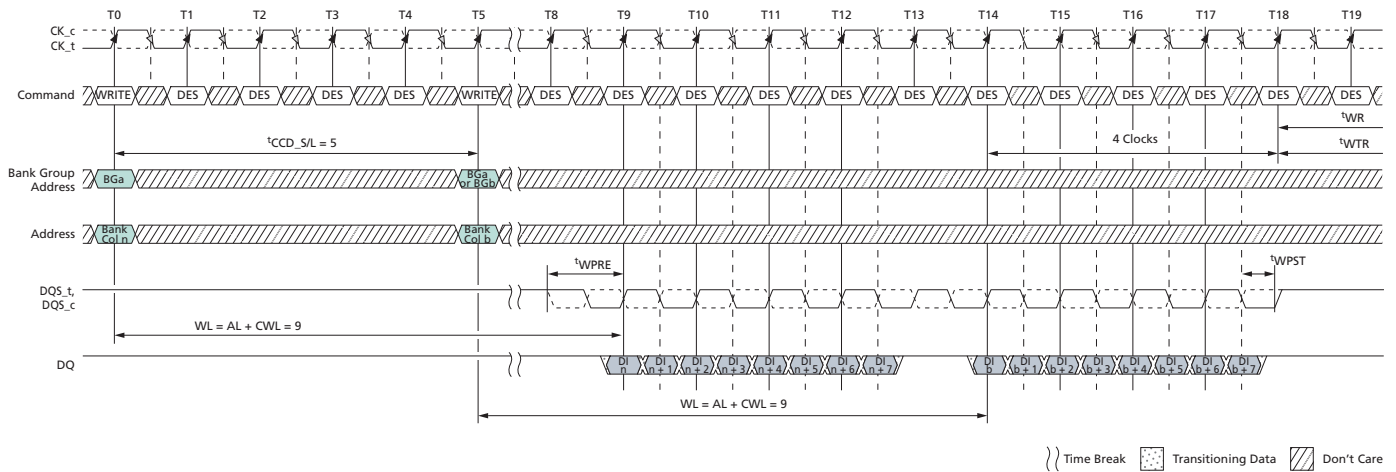 T0 T1 T2 T3 T4 T5 T8 T9 T10 T11 T12 T13 T14 T15 T16 T17 T18 T19
CK_c
CK_t
Command WRITE DES DES DES DES WRITE DES DES DES DES DES DES DES DES DES DES DES DES
tWR
tCCD_S/L = 5 4 Clocks tWTR
Bank Group
Address BGa BGa
or BGb
Address Bank
Col n Bank
Col b
tWPRE tWPST
DQS_t,
DQS_c
WL = AL + CWL = 9
DQ DI
n DI
n + 1 DI
n + 2 DI
n + 3 DI
n + 4 DI
n + 5 DI
n + 6 DI
n + 7 DI
b DI
b + 1 DI
b + 2 DI
b + 3 DI
b + 4 DI
b + 5 DI
b + 6 DI
b + 7
WL = AL + CWL = 9
Time Break Transitioning Data Don't Care